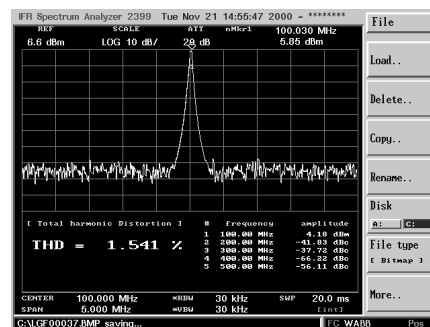 IFR Spectrum Analyzer 2399 Tue Nov 21 14:55:47 2000 - ********
REF SCALE ATT nMkr1 100.030 MHz
6.6 dBm LOG 10 dB/ 28 dB 5.85 dBm
[ Total harmonic Distortion ] # frequency amplitude
1 100.00 MHz 4.18 dBm
THD = 1.541 % 2 200.00 MHz -41.83 dBc
3 300.00 MHz -37.72 dBc
4 400.00 MHz -66.22 dBc
5 500.00 MHz -56.11 dBc
CENTER 100.000 MHz *RBW 30 kHz SWP 20.0 ms
SPAN 5.000 MHz *VBW 30 kHz [int]
C:\LGF00037.BMP saving... FC WABB Pos
File
Load..
Delete..
Copy..
Rename..
Disk
A: C:
File type
[ Bitmap ]
More..